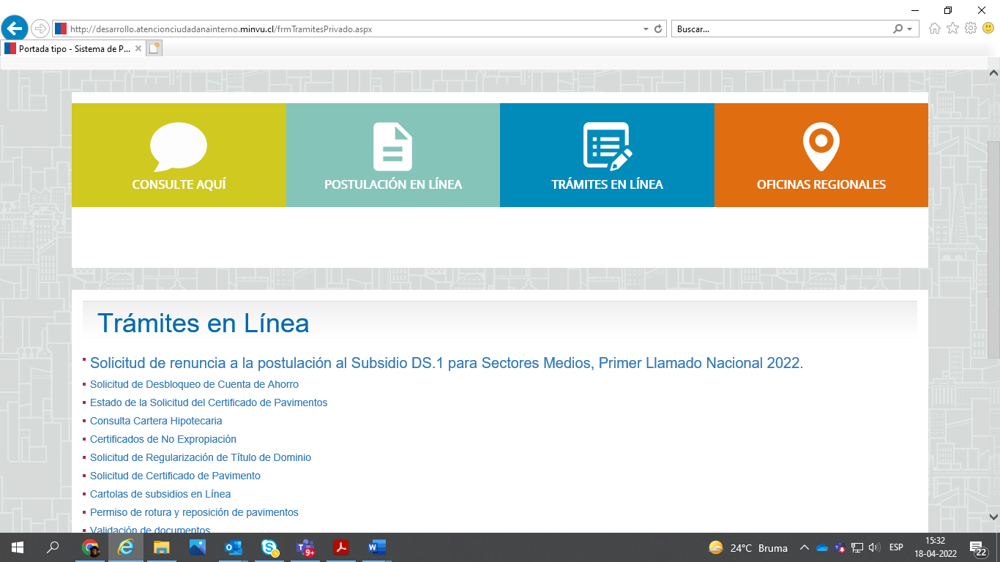 http://desarrollo.atencionciudadanainterno.minvu.cl/frmTramitesPrivado.aspx
Buscar...
Portada tipo - Sistema de P...
CONSULTE AQUÍ
POSTULACIÓN EN LÍNEA
TRÁMITES EN LÍNEA
OFICINAS REGIONALES
Trámites en Línea
Solicitud de renuncia a la postulación al Subsidio DS.1 para Sectores Medios, Primer Llamado Nacional 2022.
Solicitud de Desbloqueo de Cuenta de Ahorro
Estado de la Solicitud del Certificado de Pavimentos
Consulta Cartera Hipotecaria
Certificados de No Expropiación
Solicitud de Regularización de Título de Dominio
Solicitud de Certificado de Pavimento
Cartolas de subsidios en Línea
Permiso de rotura y reposición de pavimentos
Validación de documentos
9+
24°C Bruma
ESP
15:32
18-04-2022
22